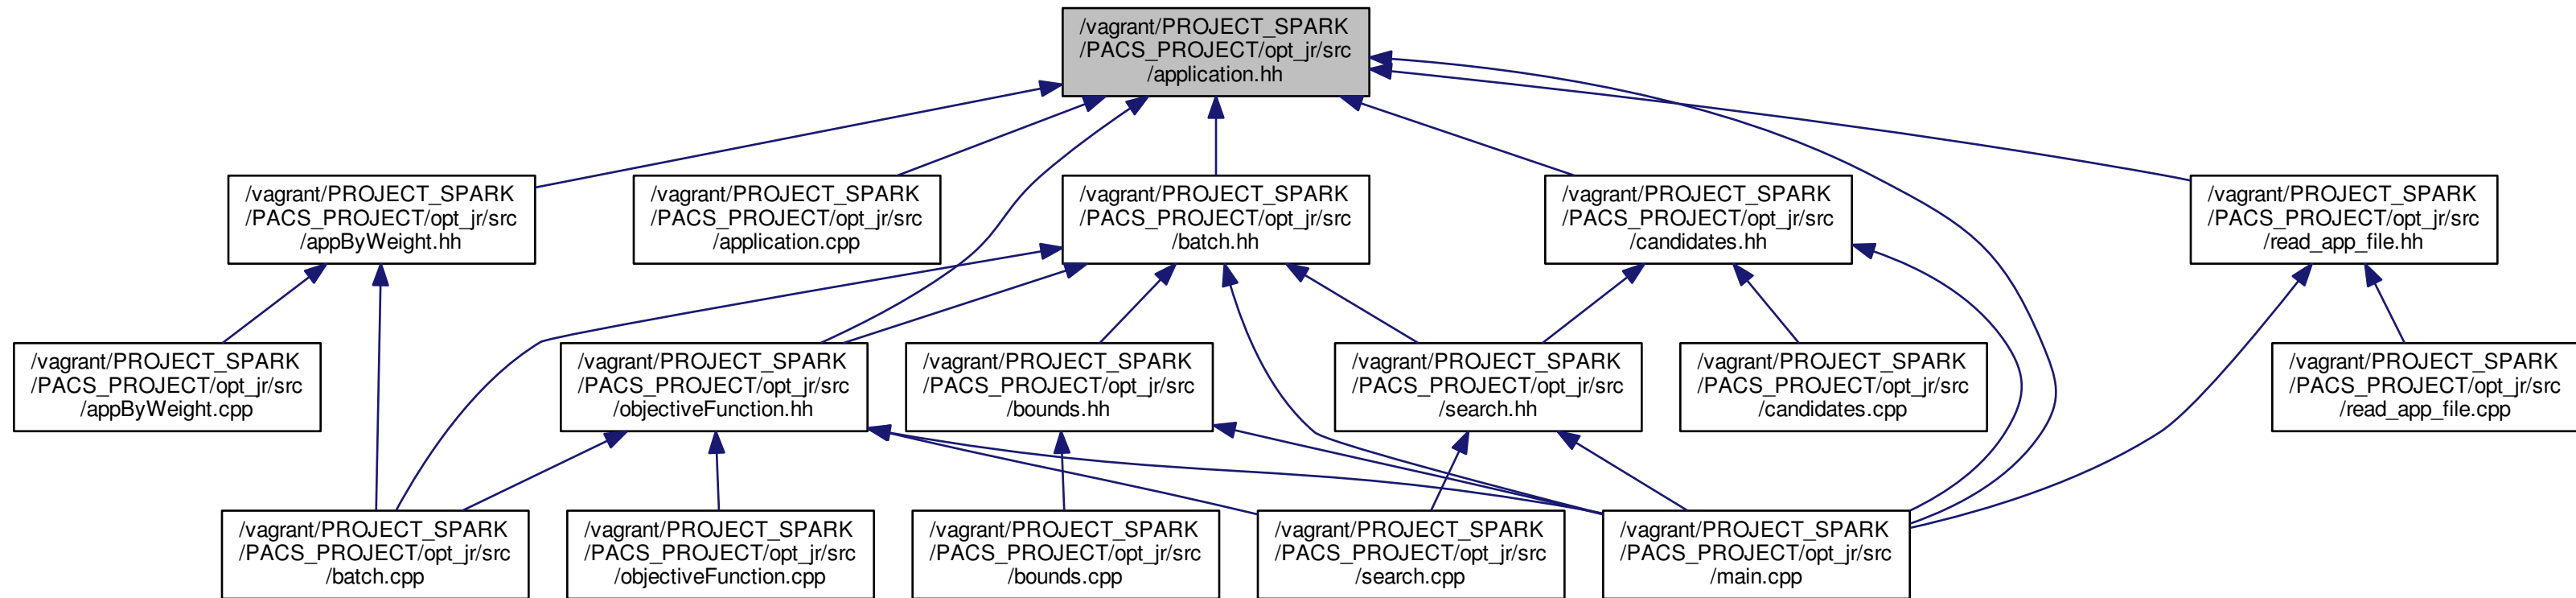 /vagrant/PROJECT_SPARK
/PACS_PROJECT/opt_jr/src
/application.hh
/vagrant/PROJECT_SPARK
/PACS_PROJECT/opt_jr/src
/appByWeight.hh
/vagrant/PROJECT_SPARK
/PACS_PROJECT/opt_jr/src
/application.cpp
/vagrant/PROJECT_SPARK
/PACS_PROJECT/opt_jr/src
/batch.hh
/vagrant/PROJECT_SPARK
/PACS_PROJECT/opt_jr/src
/candidates.hh
/vagrant/PROJECT_SPARK
/PACS_PROJECT/opt_jr/src
/read_app_file.hh
/vagrant/PROJECT_SPARK
/PACS_PROJECT/opt_jr/src
/appByWeight.cpp
/vagrant/PROJECT_SPARK
/PACS_PROJECT/opt_jr/src
/objectiveFunction.hh
/vagrant/PROJECT_SPARK
/PACS_PROJECT/opt_jr/src
/bounds.hh
/vagrant/PROJECT_SPARK
/PACS_PROJECT/opt_jr/src
/search.hh
/vagrant/PROJECT_SPARK
/PACS_PROJECT/opt_jr/src
/candidates.cpp
/vagrant/PROJECT_SPARK
/PACS_PROJECT/opt_jr/src
/read_app_file.cpp
/vagrant/PROJECT_SPARK
/PACS_PROJECT/opt_jr/src
/batch.cpp
/vagrant/PROJECT_SPARK
/PACS_PROJECT/opt_jr/src
/objectiveFunction.cpp
/vagrant/PROJECT_SPARK
/PACS_PROJECT/opt_jr/src
/bounds.cpp
/vagrant/PROJECT_SPARK
/PACS_PROJECT/opt_jr/src
/search.cpp
/vagrant/PROJECT_SPARK
/PACS_PROJECT/opt_jr/src
/main.cpp